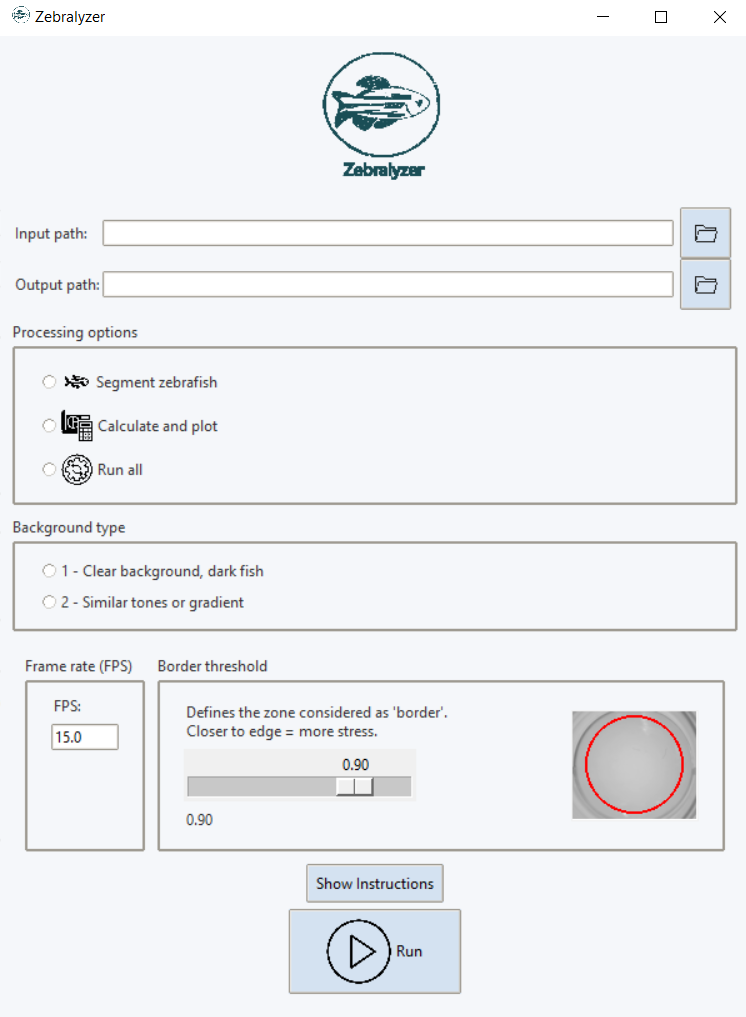 Zebralyzer
Zebralyzer
Input path:
Output path:
Processing options
Segment zebrafish
Calculate and plot
Run all
Background type
1 - Clear background, dark fish
2 - Similar tones or gradient
Frame rate (FPS)
Border threshold
FPS:
15.0
Defines the zone considered as 'border'.
Closer to edge = more stress.
0.90
0.90
Show Instructions
Run